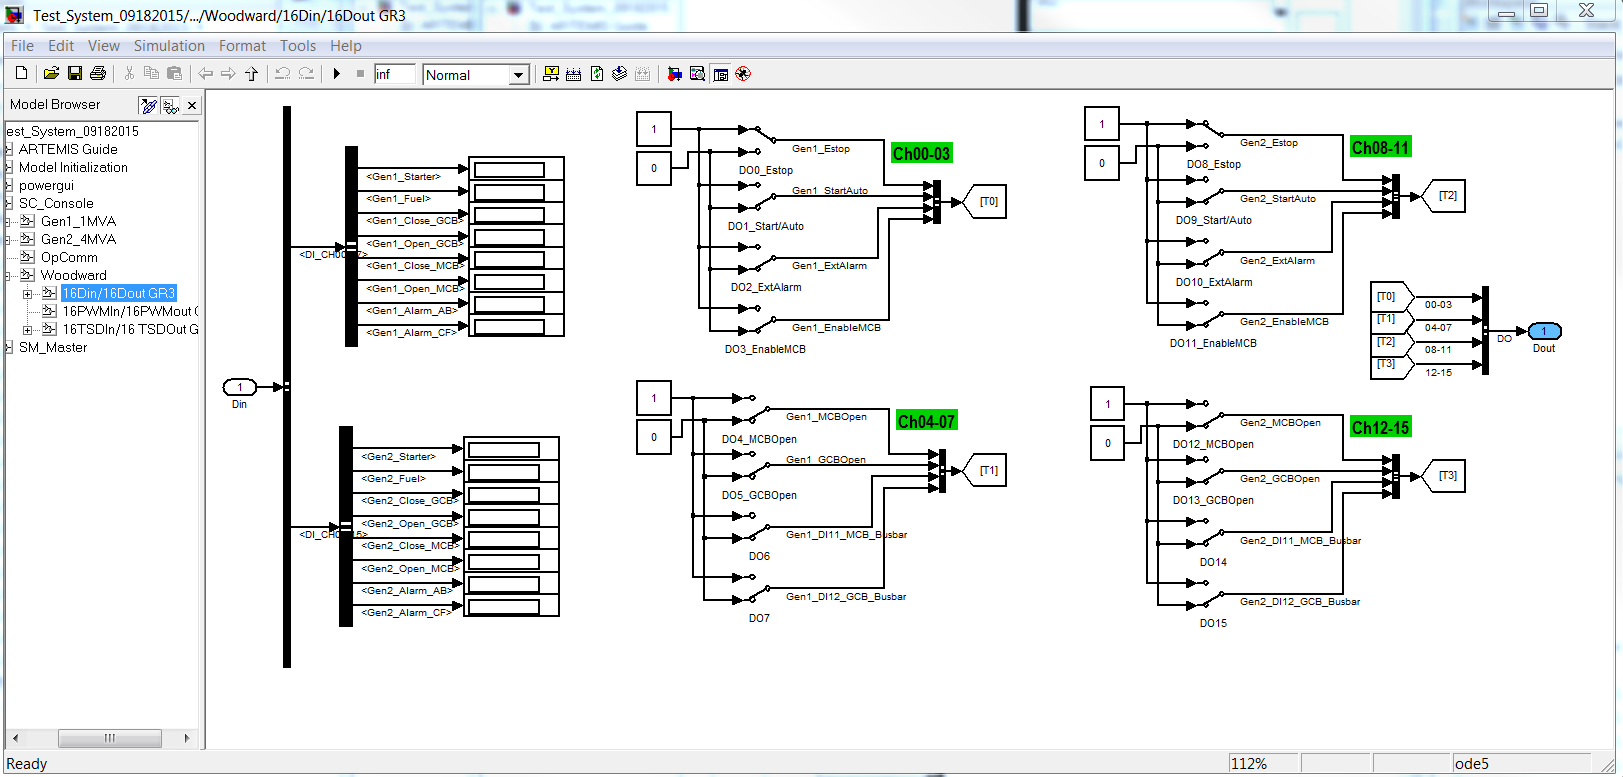 Test_System_09182015/.../Woodward/16Din/16Dout GR3
File Edit View Simulation Format Tools Help
inf Normal
Model Browser
est_System_09182015
ARTEMIS Guide
Model Initialization
powergui
SC_Console
Gen1_1MVA
Gen2_4MVA
OpComm
Woodward
16Din/16Dout GR3
16PWMIn/16PWMout
16TSDIn/16 TSDOut G
SM_Master
1
Din
<Gen1_Starter>
<Gen1_Fuel>
<Gen1_Close_GCB>
<Gen1_Open_GCB>
<DI_CH00
<Gen1_Close_MCB>
<Gen1_Open_MCB>
<Gen1_Alarm_AB>
<Gen1_Alarm_CF>
<Gen2_Starter>
<Gen2_Fuel>
<Gen2_Close_GCB>
<Gen2_Open_GCB>
<DI_CH
<Gen2_Close_MCB>
<Gen2_Open_MCB>
<Gen2_Alarm_AB>
<Gen2_Alarm_CF>
1
0
Gen1_Estop
Ch00-03
DO0_Estop
Gen1_StartAuto
[T0]
DO1_Start/Auto
Gen1_ExtAlarm
DO2_ExtAlarm
Gen1_EnableMCB
DO3_EnableMCB
1
0
Gen1_MCBOpen
Ch04-07
DO4_MCBOpen
Gen1_GCBOpen
[T1]
DO5_GCBOpen
Gen1_DI11_MCB_Busbar
DO6
Gen1_DI12_GCB_Busbar
DO7
1
0
Gen2_Estop
Ch08-11
DO8_Estop
Gen2_StartAuto
[T2]
DO9_Start/Auto
Gen2_ExtAlarm
DO10_ExtAlarm
Gen2_EnableMCB
DO11_EnableMCB
1
0
Gen2_MCBOpen
Ch12-15
DO12_MCBOpen
Gen2_GCBOpen
[T3]
DO13_GCBOpen
Gen2_DI11_MCB_Busbar
DO14
Gen2_DI12_GCB_Busbar
DO15
[T0]
00-03
[T1]
04-07
[T2]
08-11
[T3]
12-15
DO
1
Dout
Ready 112% ode5